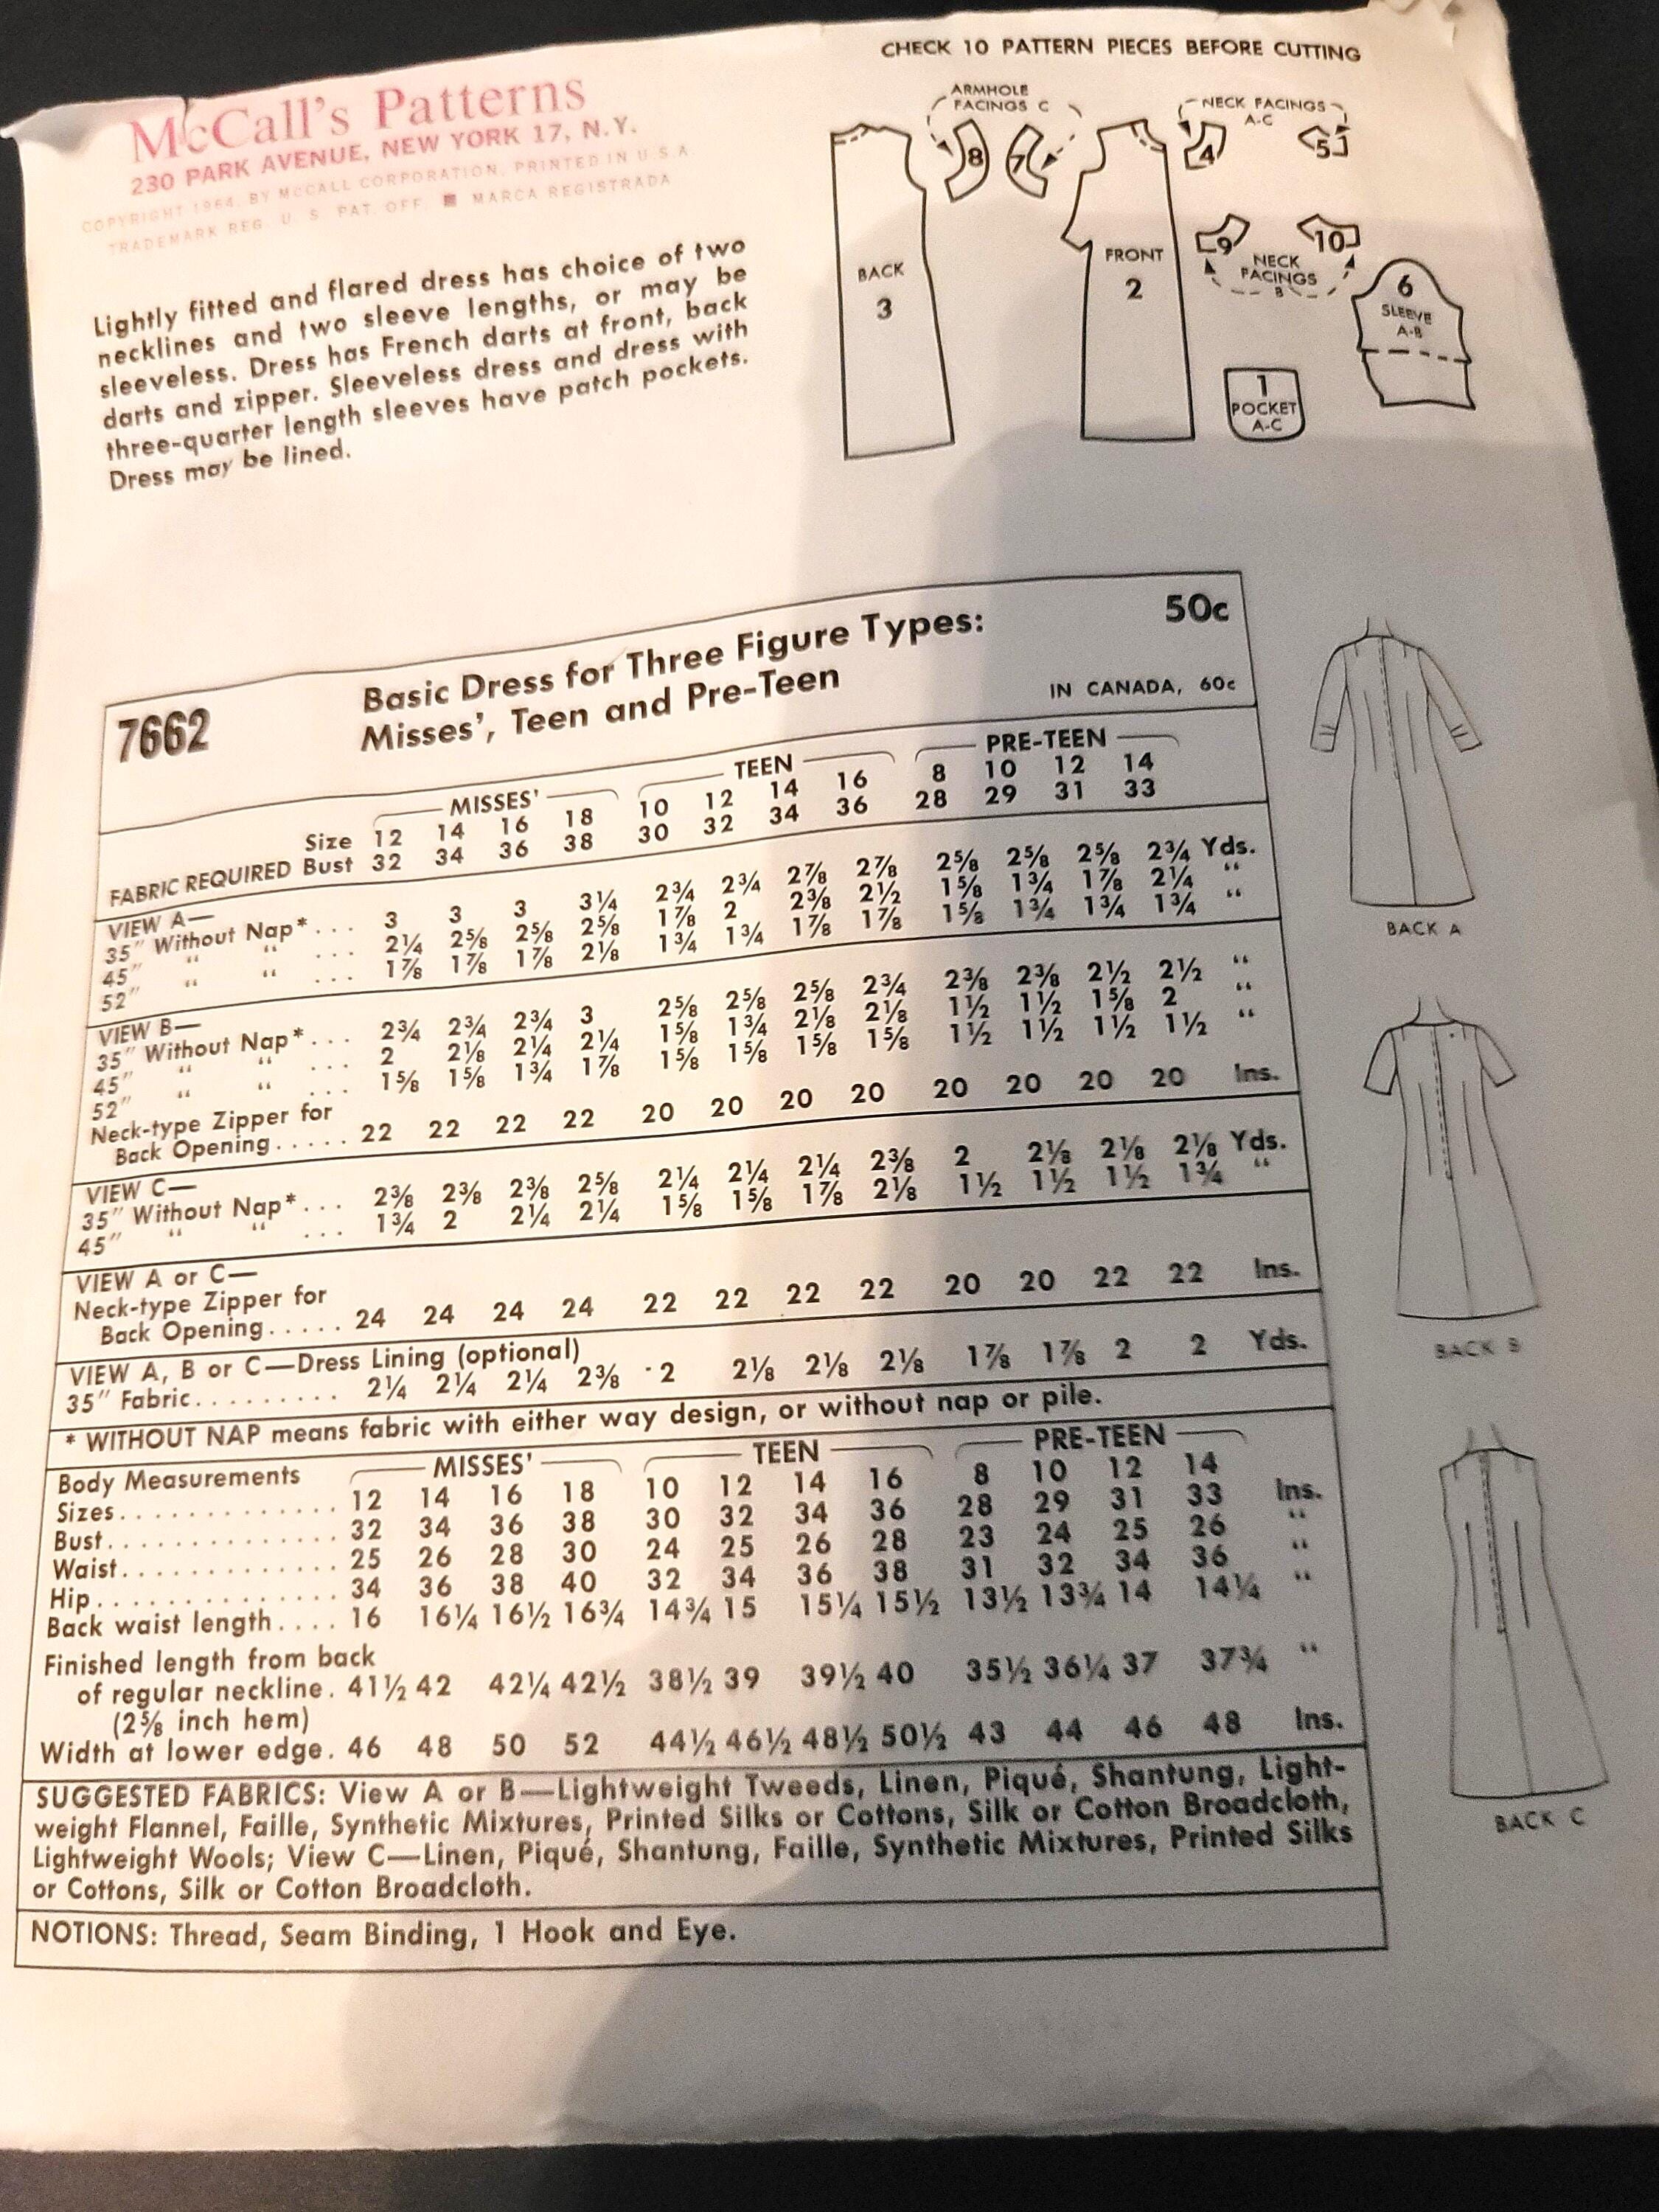 McCall's Patterns
230 PARK AVENUE, NEW YORK 17, N.Y.
COPYRIGHT 1964, BY McCALL CORPORATION, PRINTED IN U.S.A.
TRADEMARK REG. U. S. PAT. OFF. ■ MARCA REGISTRADA
Lightly fitted and flared dress has choice of two
necklines and two sleeve lengths, or may be
sleeveless. Dress has French darts at front, back
darts and zipper. Sleeveless dress and dress with
three-quarter length sleeves have patch pockets.
Dress may be lined.
CHECK 10 PATTERN PIECES BEFORE CUTTING
ARMHOLE
FACINGS C
8
7
NECK FACINGS
A-C
4
5
BACK
3
FRONT
2
9
10
NECK
FACINGS
B
6
SLEEVE
A-B
1
POCKET
A-C
7662
Basic Dress for Three Figure Types:
Misses', Teen and Pre-Teen
50c
IN CANADA, 60c
MISSES' TEEN PRE-TEEN
Size 12 14 16 18 10 12 14 16 8 10 12 14
FABRIC REQUIRED Bust 32 34 36 38 30 32 34 36 28 29 31 33
VIEW A—
35" Without Nap* . . . 3 3 3 3¼ 2¾ 2¾ 2⅞ 2⅞ 2⅝ 2⅝ 2⅝ 2¾ Yds.
45" “ “ . . . 2¼ 2⅝ 2⅝ 2⅝ 1⅞ 2 2⅜ 2½ 1⅝ 1¾ 1⅞ 2¼ “
52" “ “ . . . 1⅞ 1⅞ 1⅞ 2⅛ 1¾ 1¾ 1⅞ 1⅞ 1⅝ 1¾ 1¾ 1¾ “
VIEW B—
35" Without Nap* . . . 2¾ 2¾ 2¾ 3 2⅝ 2⅝ 2⅝ 2¾ 2⅜ 2⅜ 2½ 2½ “
45" “ “ . . . 2 2⅛ 2¼ 2¼ 1⅝ 1¾ 2⅛ 2⅛ 1½ 1½ 1⅝ 2 “
52" “ “ . . . 1⅝ 1⅝ 1¾ 1⅞ 1⅝ 1⅝ 1⅝ 1⅝ 1½ 1½ 1½ 1½ “
Neck-type Zipper for
Back Opening . . . . . 22 22 22 22 20 20 20 20 20 20 20 20 Ins.
VIEW C—
35" Without Nap* . . . 2⅜ 2⅜ 2⅜ 2⅝ 2¼ 2¼ 2¼ 2⅜ 2 2⅛ 2⅛ 2⅛ Yds.
45" “ “ . . . 1¾ 2 2¼ 2¼ 1⅝ 1⅝ 1⅞ 2⅛ 1½ 1½ 1½ 1¾ “
VIEW A or C—
Neck-type Zipper for
Back Opening . . . . . 24 24 24 24 22 22 22 22 20 20 22 22 Ins.
VIEW A, B or C—Dress Lining (optional)
35" Fabric . . . . . . . . . 2¼ 2¼ 2¼ 2⅜ 2 2⅛ 2⅛ 2⅛ 1⅞ 1⅞ 2 2 Yds.
* WITHOUT NAP means fabric with either way design, or without nap or pile.
Body Measurements MISSES' TEEN PRE-TEEN
Sizes . . . . . . . . . . . . . 12 14 16 18 10 12 14 16 8 10 12 14
Bust . . . . . . . . . . . . . . 32 34 36 38 30 32 34 36 28 29 31 33 Ins.
Waist . . . . . . . . . . . . . 25 26 28 30 24 25 26 28 23 24 25 26 “
Hip . . . . . . . . . . . . . . . 34 36 38 40 32 34 36 38 31 32 34 36 “
Back waist length . . . . 16 16¼ 16½ 16¾ 14¾ 15 15¼ 15½ 13½ 13¾ 14 14¼ “
Finished length from back
of regular neckline . 41½ 42 42¼ 42½ 38½ 39 39½ 40 35½ 36¼ 37 37¾ “
(2⅝ inch hem)
Width at lower edge . 46 48 50 52 44½ 46½ 48½ 50½ 43 44 46 48 Ins.
SUGGESTED FABRICS: View A or B—Lightweight Tweeds, Linen, Piqué, Shantung, Light-
weight Flannel, Faille, Synthetic Mixtures, Printed Silks or Cottons, Silk or Cotton Broadcloth,
Lightweight Wools; View C—Linen, Piqué, Shantung, Faille, Synthetic Mixtures, Printed Silks
or Cottons, Silk or Cotton Broadcloth.
NOTIONS: Thread, Seam Binding, 1 Hook and Eye.
BACK A
BACK B
BACK C